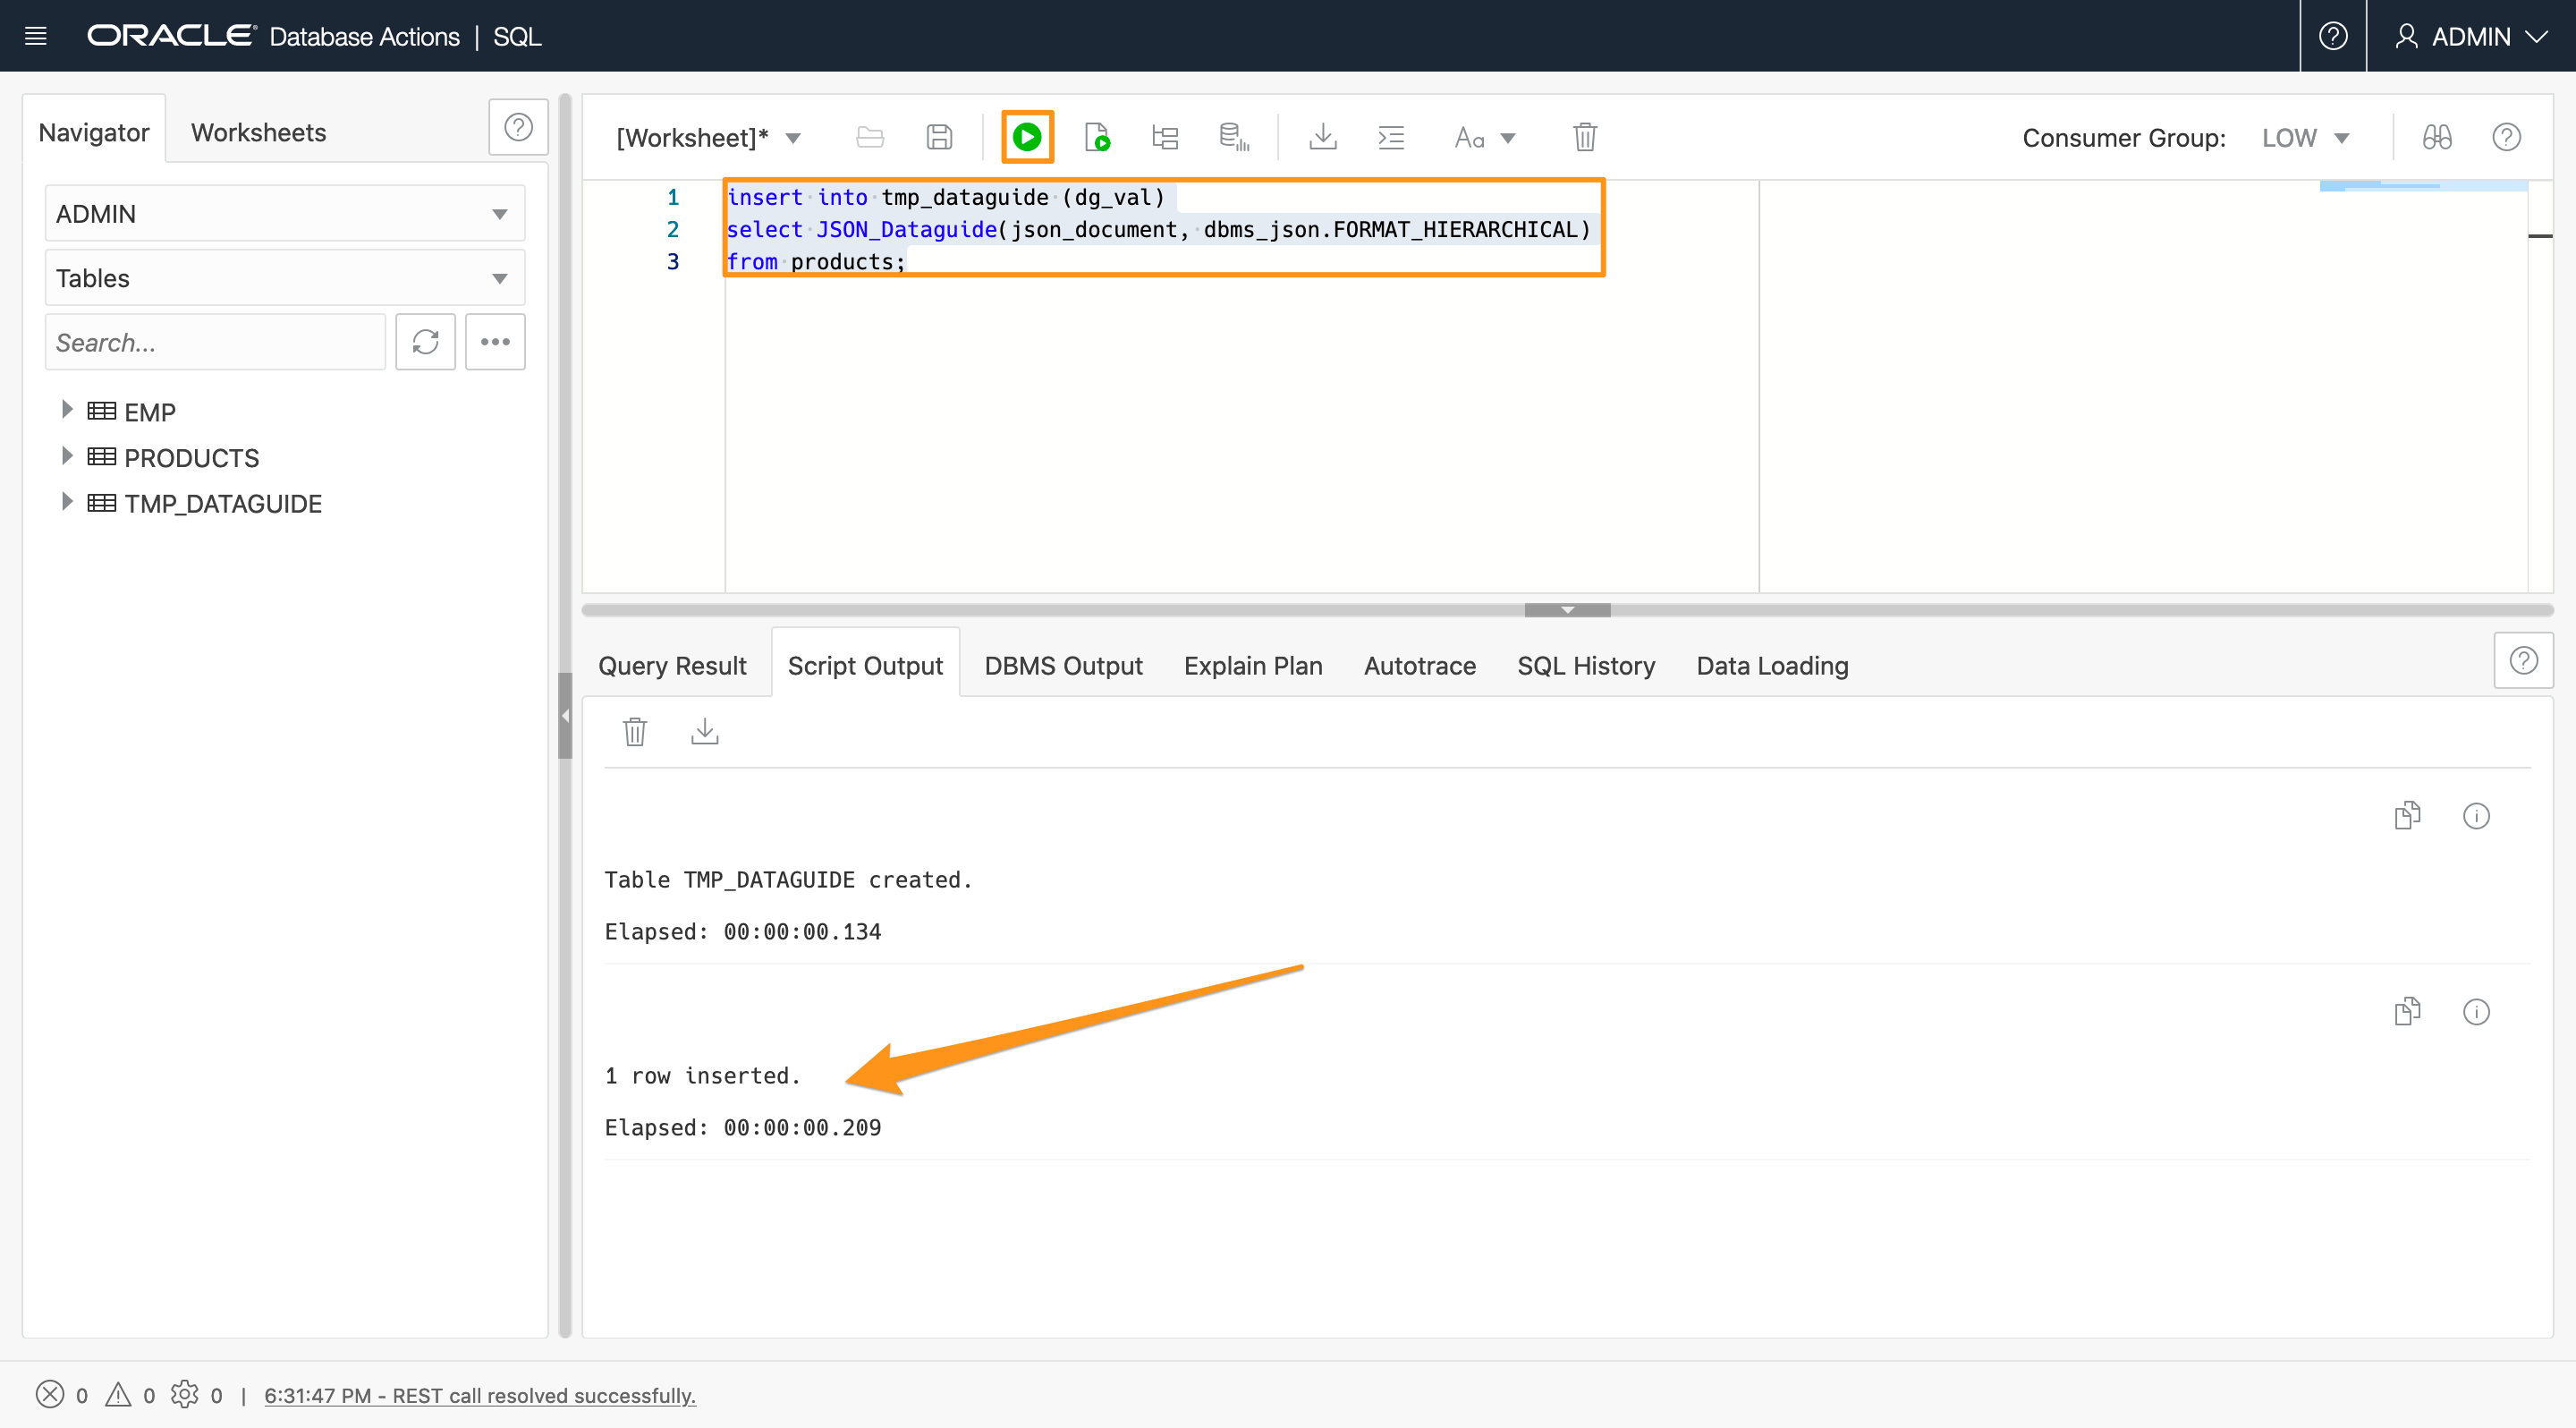 ORACLE Database Actions | SQL
ADMIN
Navigator
Worksheets
ADMIN
Tables
Search...
EMP
PRODUCTS
TMP_DATAGUIDE
[Worksheet]*
Aa
Consumer Group: LOW
1 insert into tmp_dataguide (dg_val)
2 select JSON_Dataguide(json_document, dbms_json.FORMAT_HIERARCHICAL)
3 from products;
Query Result
Script Output
DBMS Output
Explain Plan
Autotrace
SQL History
Data Loading
Table TMP_DATAGUIDE created.
Elapsed: 00:00:00.134
1 row inserted.
Elapsed: 00:00:00.209
0 0 0 | 6:31:47 PM - REST call resolved successfully.